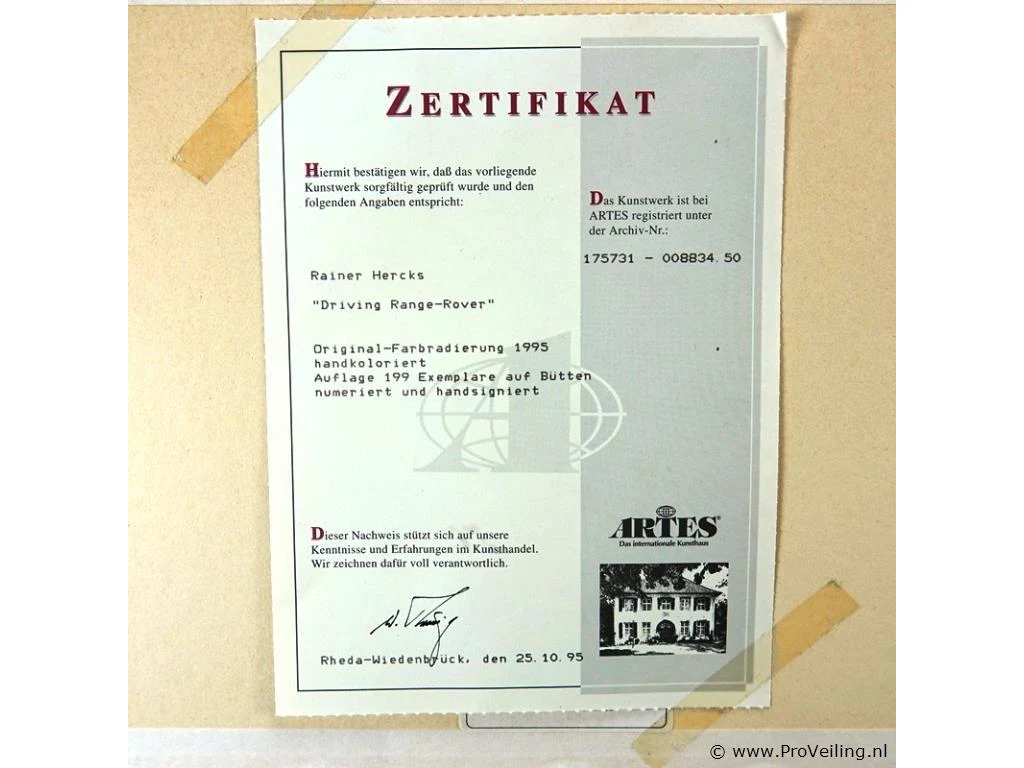 ZERTIFIKAT
Hiermit bestätigen wir, daß das vorliegende
Kunstwerk sorgfältig geprüft wurde und den
folgenden Angaben entspricht:
Das Kunstwerk ist bei
ARTES registriert unter
der Archiv-Nr.:
175731 - 008834.50
Rainer Hercks
"Driving Range-Rover"
Original-Farbradierung 1995
handkoloriert
Auflage 199 Exemplare auf Bütten
numeriert und handsigniert
Dieser Nachweis stützt sich auf unsere
Kenntnisse und Erfahrungen im Kunsthandel.
Wir zeichnen dafür voll verantwortlich.
Rheda-Wiedenbrück, den 25.10.95
ARTES®
Das internationale Kunsthaus
© www.ProVeiling.nl